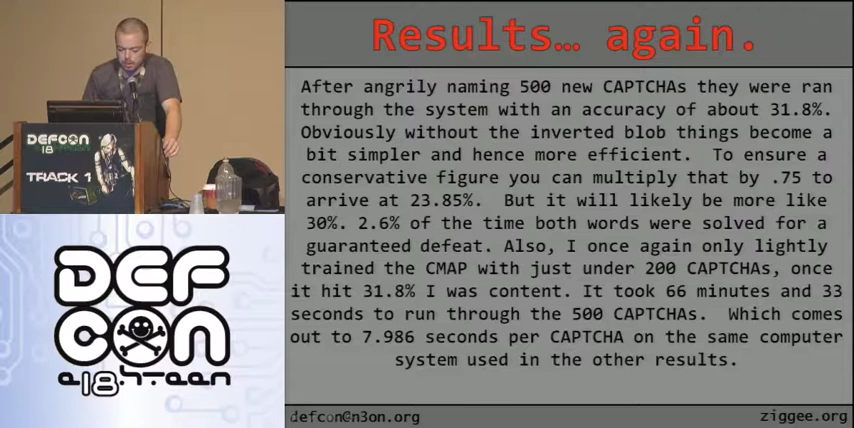 Results… again.
After angrily naming 500 new CAPTCHAs they were ran
through the system with an accuracy of about 31.8%.
Obviously without the inverted blob things become a
bit simpler and hence more efficient. To ensure a
conservative figure you can multiply that by .75 to
arrive at 23.85%. But it will likely be more like
30%. 2.6% of the time both words were solved for a
guaranteed defeat. Also, I once again only lightly
trained the CMAP with just under 200 CAPTCHAs, once
it hit 31.8% I was content. It took 66 minutes and 33
seconds to run through the 500 CAPTCHAs. Which comes
out to 7.986 seconds per CAPTCHA on the same computer
system used in the other results.
defcon@n3on.org
ziggee.org
DEFCON
18
TRACK 1
DEF
CON
e18h-teen